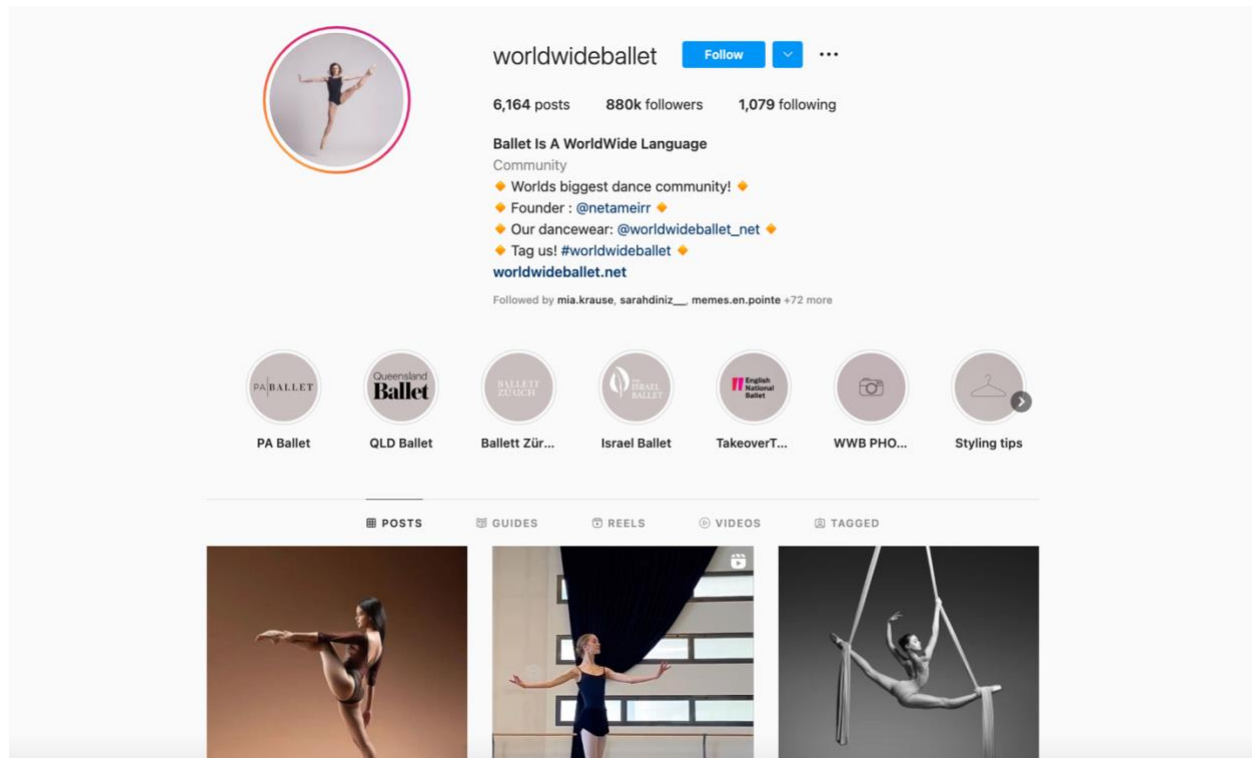 worldwideballet Follow
6,164 posts 880k followers 1,079 following
Ballet Is A WorldWide Language
Community
🔸 Worlds biggest dance community! 🔸
🔸 Founder : @netameirr 🔸
🔸 Our dancewear: @worldwideballet_net 🔸
🔸 Tag us! #worldwideballet 🔸
worldwideballet.net
Followed by mia.krause, sarahdiniz__, memes.en.pointe +72 more
PA BALLET
Queensland
Ballet
BALLETT
ZÜRICH
THE
ISRAEL
BALLET
English
National
Ballet
PA Ballet QLD Ballet Ballett Zür... Israel Ballet TakeoverT... WWB PHO... Styling tips
POSTS GUIDES REELS VIDEOS TAGGED